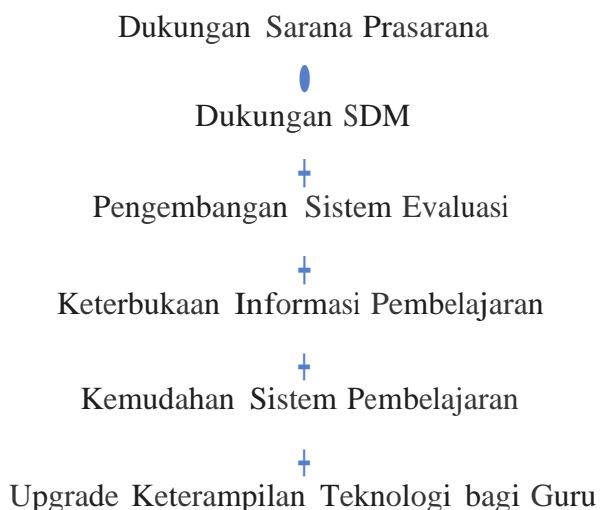 Dukungan Sarana Prasarana
Dukungan SDM
Pengembangan Sistem Evaluasi
Keterbukaan Informasi Pembelajaran
Kemudahan Sistem Pembelajaran
Upgrade Keterampilan Teknologi bagi Guru